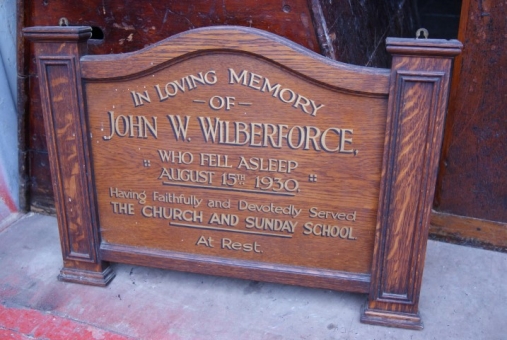 IN LOVING MEMORY
OF
JOHN W. WILBERFORCE,
WHO FELL ASLEEP
AUGUST 15TH 1930.
Having Faithfully and Devotedly Served
THE CHURCH AND SUNDAY SCHOOL.
At Rest.